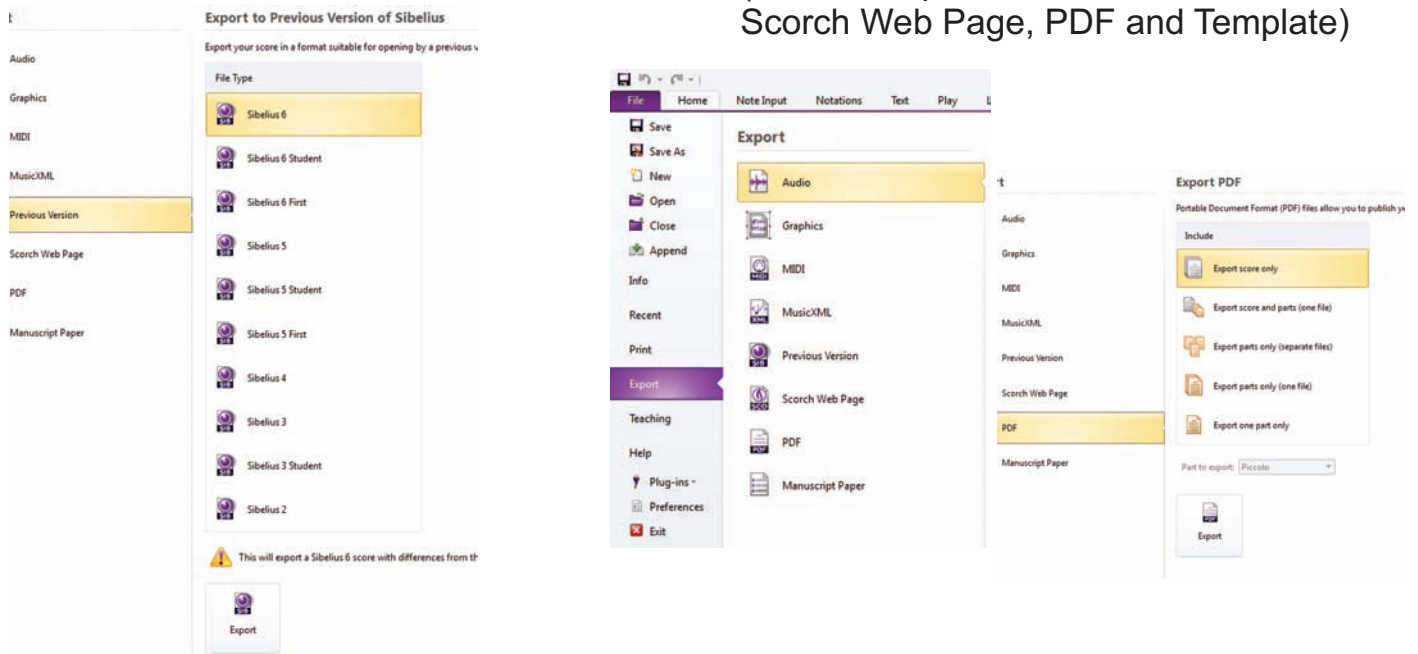 Export to Previous Version of Sibelius
Export your score in a format suitable for opening by a previous
Audio
Graphics
MIDI
MusicXML
Previous Version
Scorch Web Page
PDF
Manuscript Paper
File Type
Sibelius 6
Sibelius 6 Student
Sibelius 6 First
Sibelius 5
Sibelius 5 Student
Sibelius 5 First
Sibelius 4
Sibelius 3
Sibelius 3 Student
Sibelius 2
This will export a Sibelius 6 score with differences from
Export
Scorch Web Page, PDF and Template)
File Home Note Input Notations Text Play
Save
Save As
New
Open
Close
Append
Info
Recent
Print
Export
Teaching
Help
Plug-ins
Preferences
Exit
Export
Audio
Graphics
MIDI
MusicXML
Previous Version
Scorch Web Page
PDF
Manuscript Paper
Audio
Graphics
MIDI
MusicXML
Previous Version
Scorch Web Page
PDF
Manuscript Paper
Export PDF
Portable Document Format (PDF) files allow you to publish
Include
Export score only
Export score and parts (one file)
Export parts only (separate files)
Export parts only (one file)
Export one part only
Part to export: Piccolo
Export